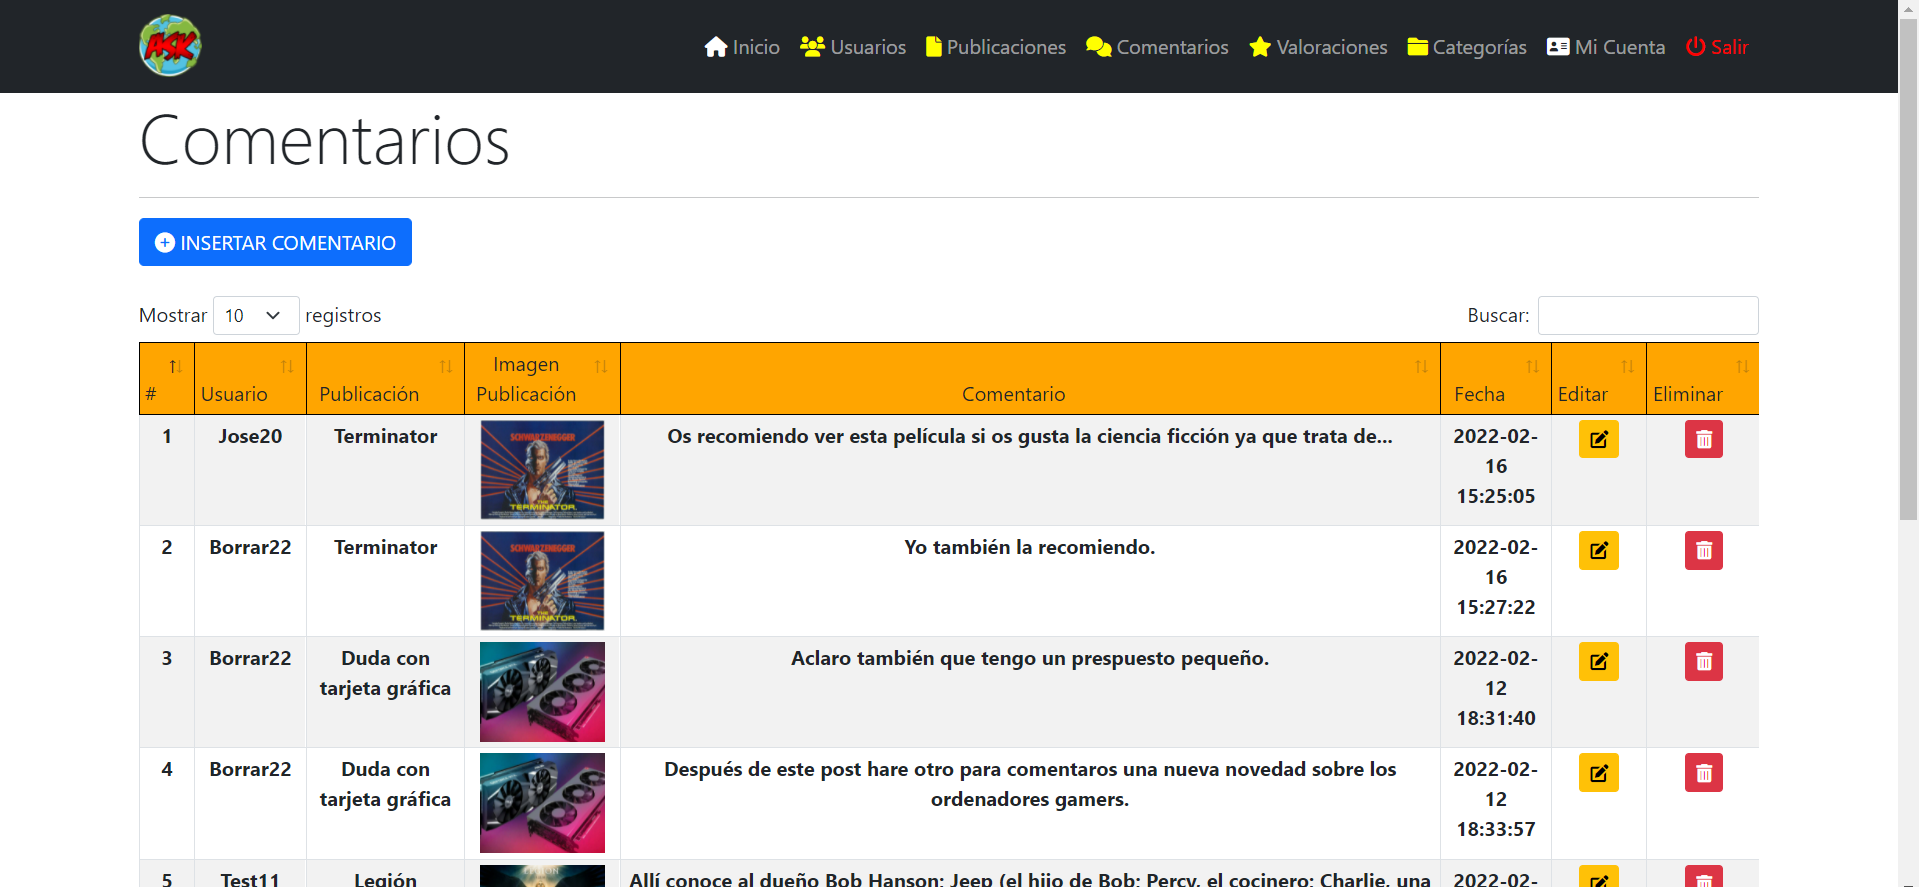 ASK
Inicio Usuarios Publicaciones Comentarios Valoraciones Categorías Mi Cuenta Salir
Comentarios
INSERTAR COMENTARIO
Mostrar 10 registros
Buscar:
# Usuario Publicación Imagen Publicación Comentario Fecha Editar Eliminar
1 Jose20 Terminator Os recomiendo ver esta película si os gusta la ciencia ficción ya que trata de... 2022-02-
16
15:25:05
SCHWARZENEGGER
THE
TERMINATOR.
2 Borrar22 Terminator Yo también la recomiendo. 2022-02-
16
15:27:22
SCHWARZENEGGER
THE
TERMINATOR.
3 Borrar22 Duda con Aclaro también que tengo un prespuesto pequeño. 2022-02-
tarjeta gráfica 12
18:31:40
4 Borrar22 Duda con Después de este post hare otro para comentaros una nueva novedad sobre los 2022-02-
tarjeta gráfica ordenadores gamers. 12
18:33:57
5 Test11 Legión Allí conoce al dueño Bob Hanson; Jeep (el hijo de Bob; Percy, el cocinero; Charlie, una 2022-02-